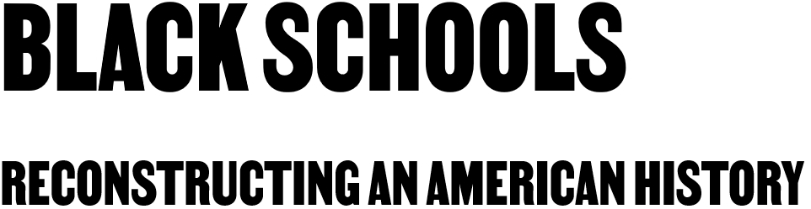 BLACK SCHOOLS
RECONSTRUCTING AN AMERICAN HISTORY